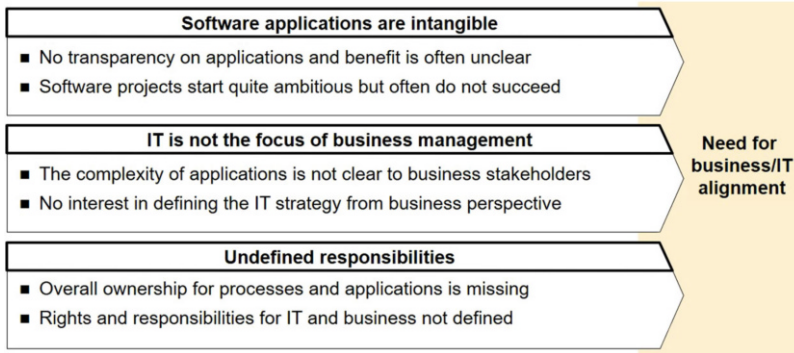 Software applications are intangible
■ No transparency on applications and benefit is often unclear
■ Software projects start quite ambitious but often do not succeed
IT is not the focus of business management
■ The complexity of applications is not clear to business stakeholders
■ No interest in defining the IT strategy from business perspective
Undefined responsibilities
■ Overall ownership for processes and applications is missing
■ Rights and responsibilities for IT and business not defined
Need for
business/IT
alignment